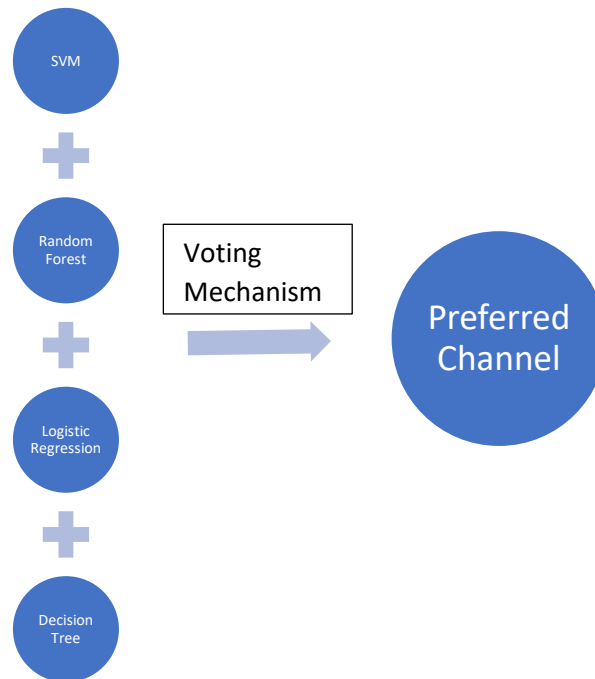 SVM
Random
Forest
Voting
Mechanism
Preferred
Channel
Logistic
Regression
Decision
Tree